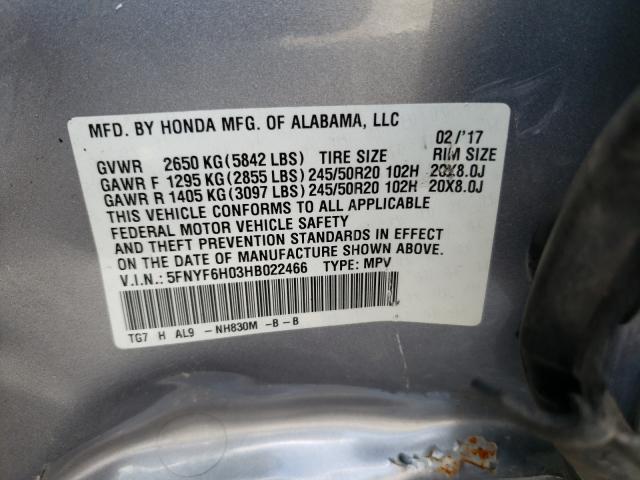 MFD. BY HONDA MFG. OF ALABAMA, LLC 02/'17
GVWR 2650 KG (5842 LBS) TIRE SIZE RIM SIZE
GAWR F 1295 KG (2855 LBS) 245/50R20 102H 20X8.0J
GAWR R 1405 KG (3097 LBS) 245/50R20 102H 20X8.0J
THIS VEHICLE CONFORMS TO ALL APPLICABLE
FEDERAL MOTOR VEHICLE SAFETY
AND THEFT PREVENTION STANDARDS IN EFFECT
ON THE DATE OF MANUFACTURE SHOWN ABOVE.
V.I.N.: 5FNYF6H03HB022466 TYPE: MPV
TG7 H AL9 - NH830M -B-B